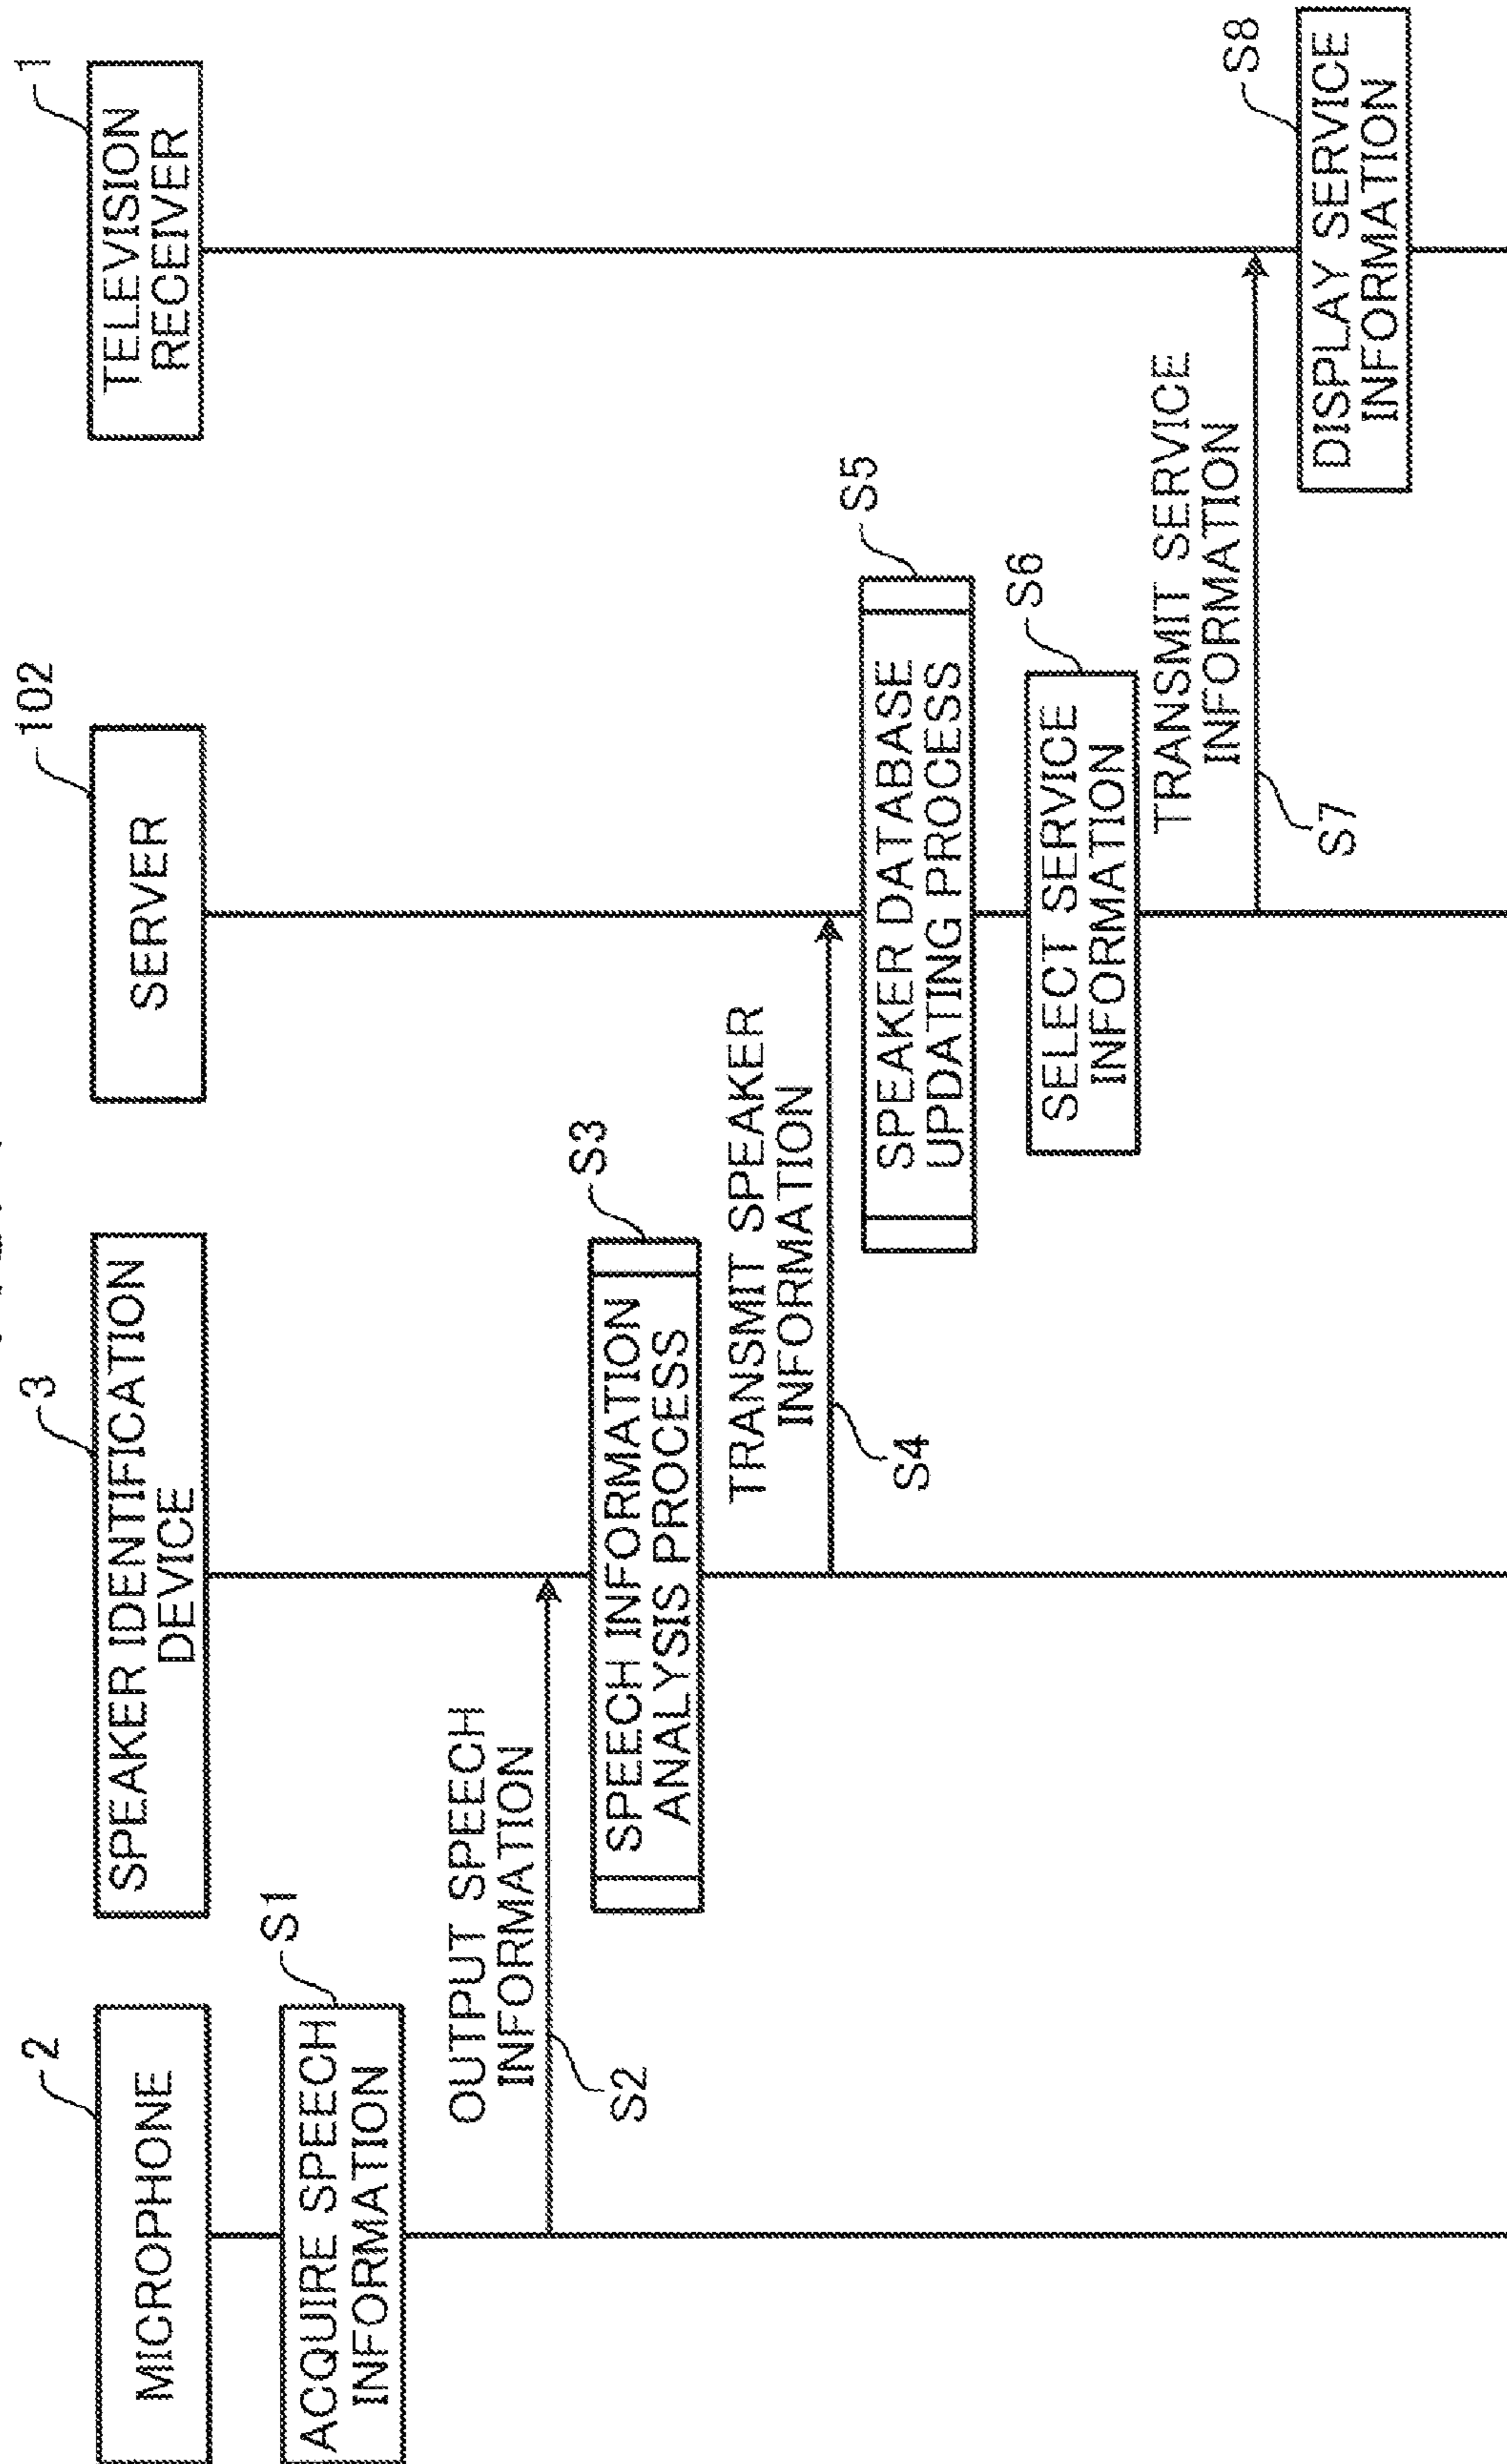 2
MICROPHONE
3
SPEAKER IDENTIFICATION
DEVICE
102
SERVER
1
TELEVISION
RECEIVER
S1
ACQUIRE SPEECH
INFORMATION
OUTPUT SPEECH
INFORMATION
S2
S3
SPEECH INFORMATION
ANALYSIS PROCESS
TRANSMIT SPEAKER
INFORMATION
S4
S5
SPEAKER DATABASE
UPDATING PROCESS
S6
SELECT SERVICE
INFORMATION
TRANSMIT SERVICE
INFORMATION
S7
S8
DISPLAY SERVICE
INFORMATION